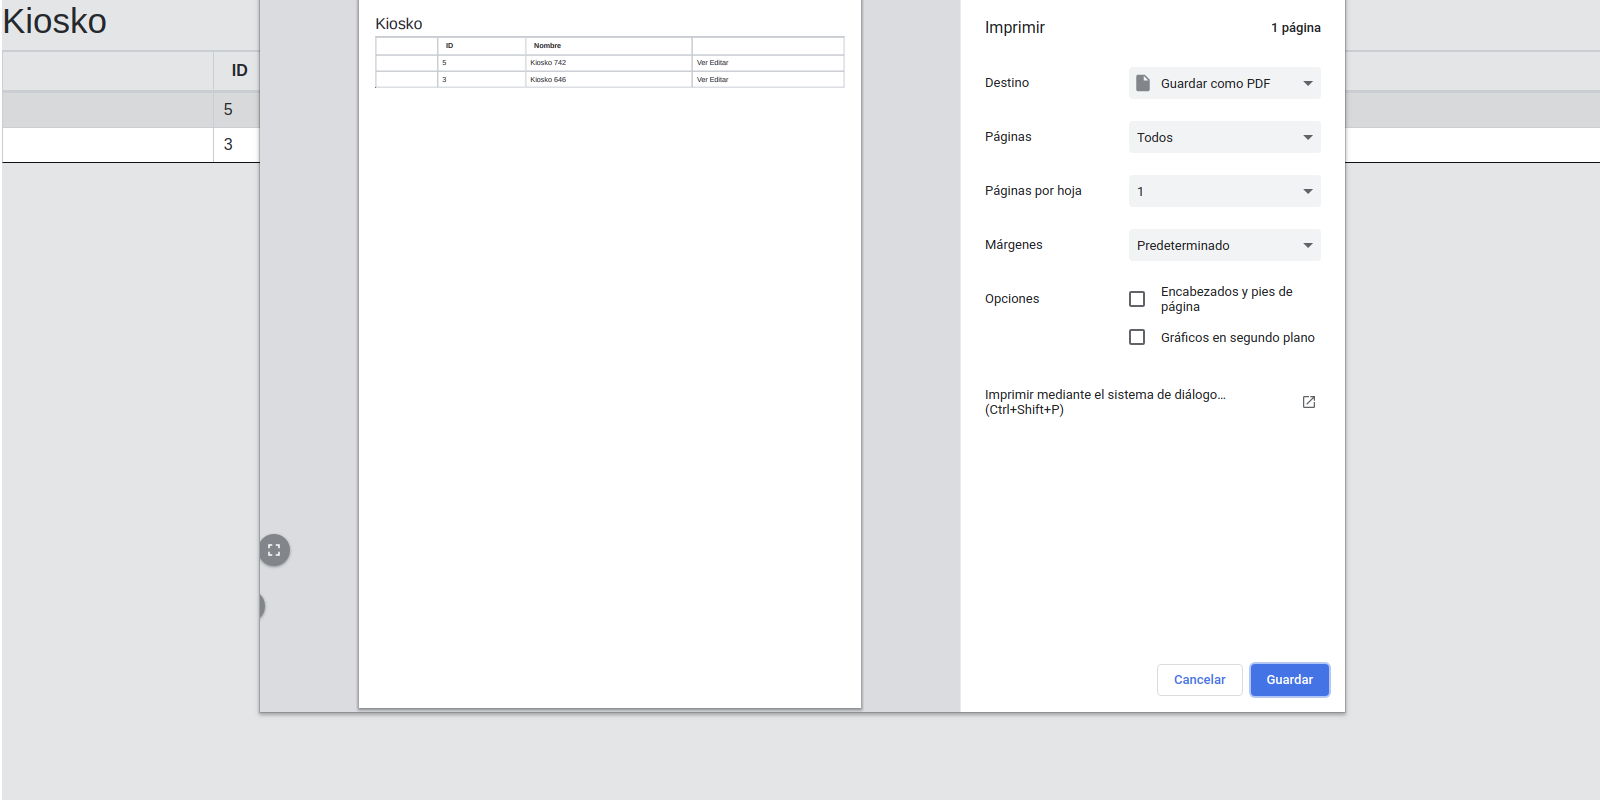 Kiosko
ID
5
3
Kiosko
ID Nombre
5 Kiosko 742 Ver Editar
3 Kiosko 646 Ver Editar
Imprimir 1 página
Destino Guardar como PDF
Páginas Todos
Páginas por hoja 1
Márgenes Predeterminado
Opciones Encabezados y pies de
página
Gráficos en segundo plano
Imprimir mediante el sistema de diálogo…
(Ctrl+Shift+P)
Cancelar Guardar